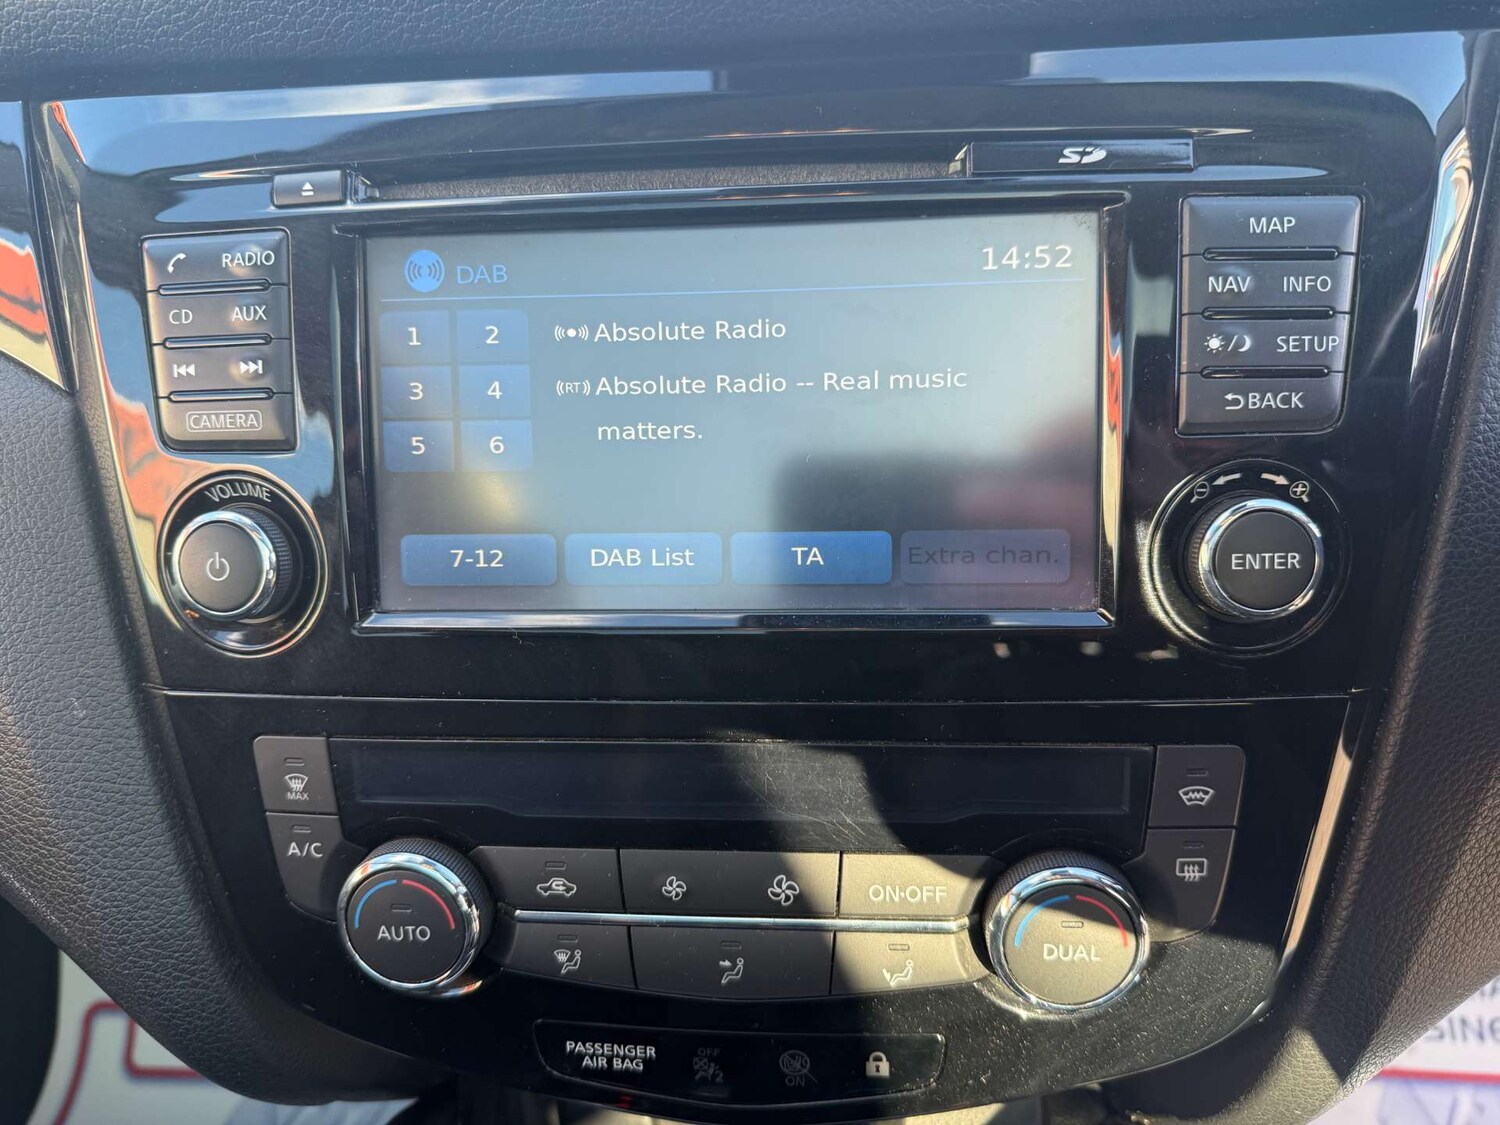 SD
RADIO
CD AUX
CAMERA
VOLUME
DAB
14:52
1 2
3 4
5 6
Absolute Radio
(RT) Absolute Radio -- Real music
matters.
7-12 DAB List TA Extra chan.
MAP
NAV INFO
SETUP
BACK
ENTER
MAX
A/C
AUTO
ON·OFF
DUAL
PASSENGER
AIR BAG
OFF
ON